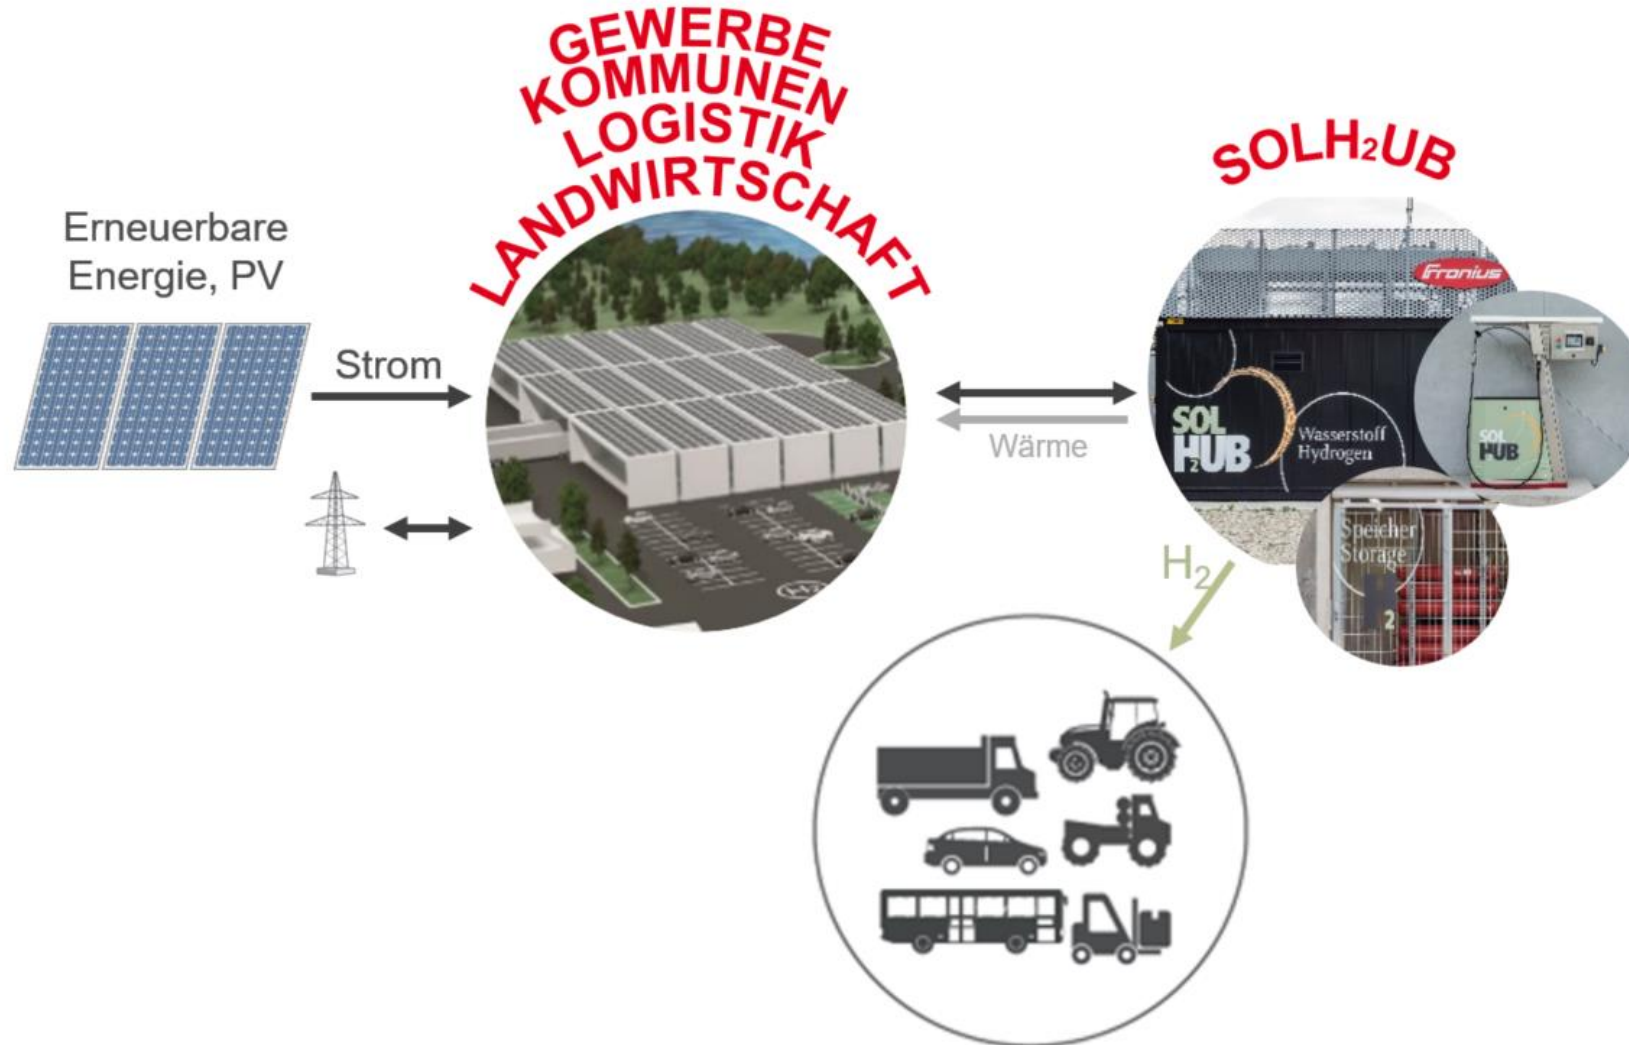 GEWERBE
KOMMUNEN
LOGISTIK
LANDWIRTSCHAFT
SOLH₂UB
Erneuerbare
Energie, PV
Strom
Wärme
Fronius
SOL
H2UB
Wasserstoff
Hydrogen
SOL
H2UB
Speicher
Storage
H2
H₂
H2